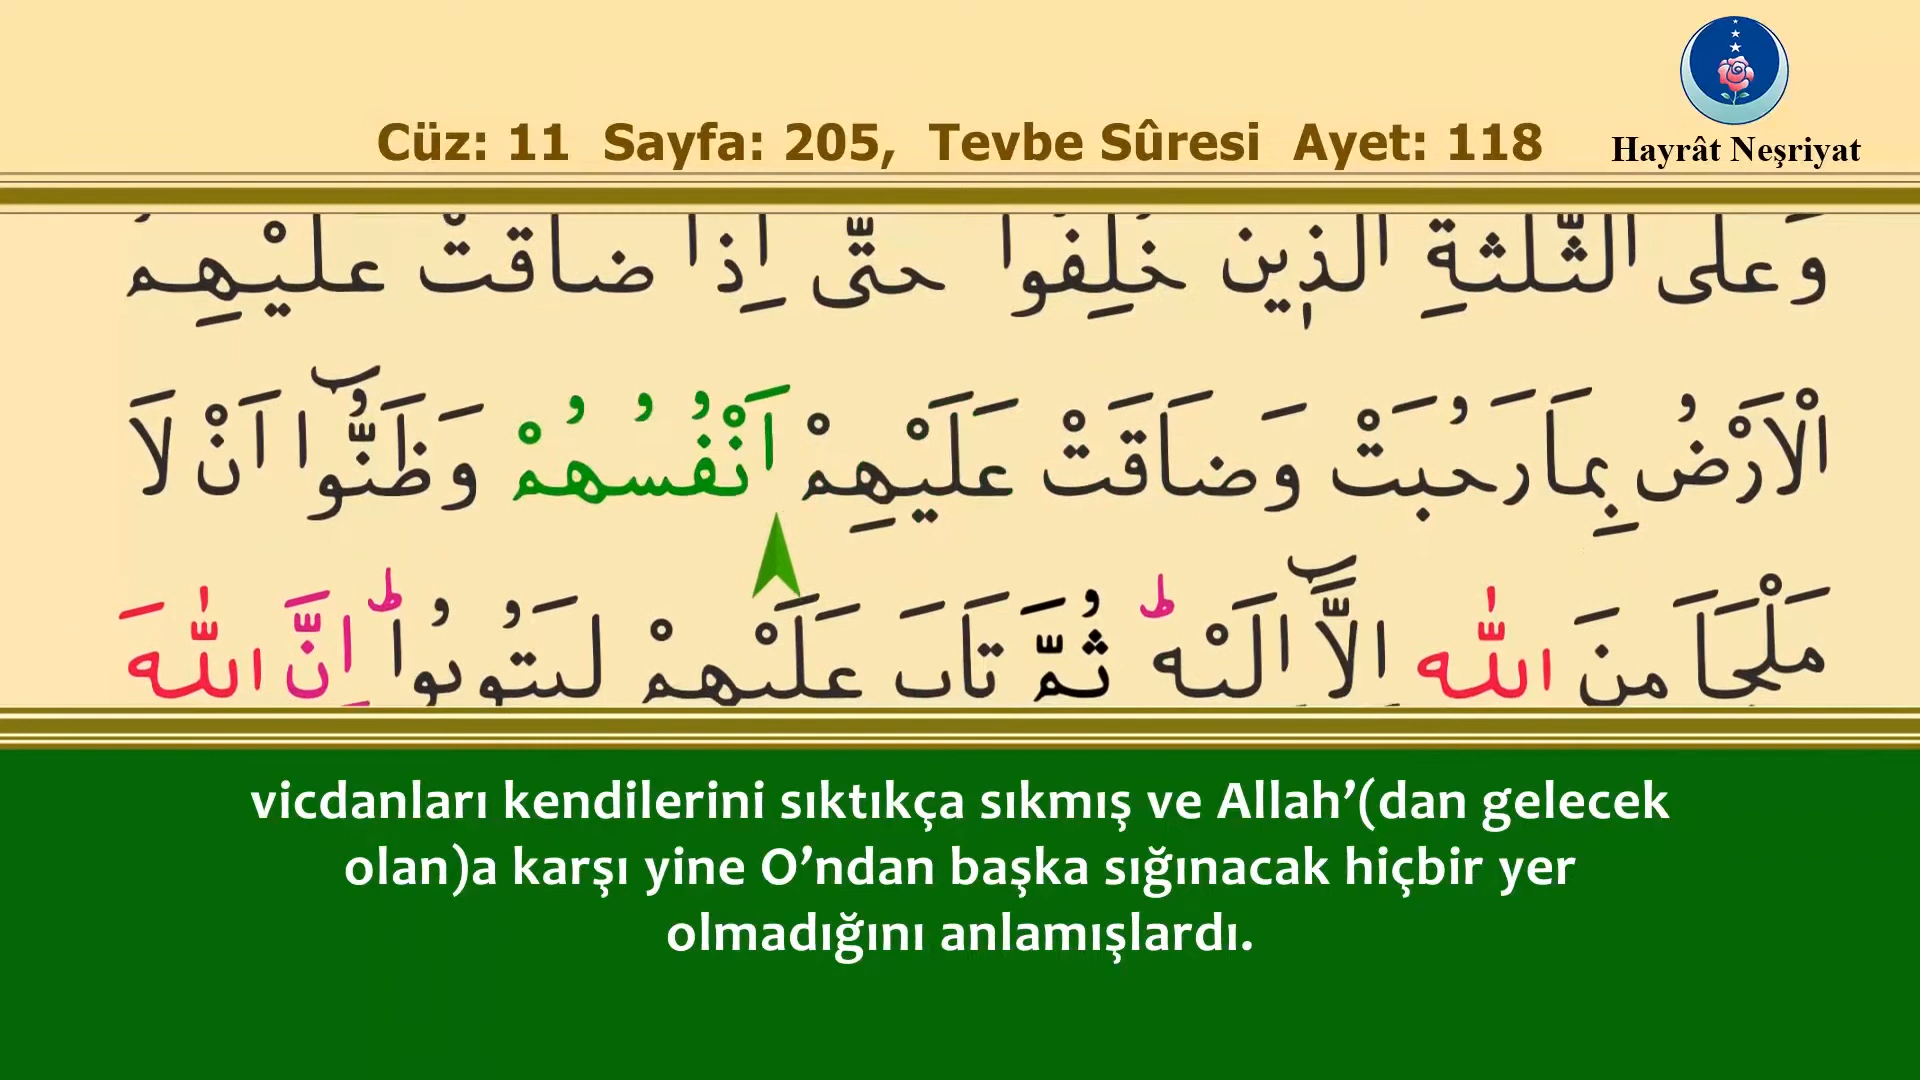 Cüz: 11 Sayfa: 205, Tevbe Sûresi Ayet: 118
Hayrât Neşriyat
وَعَلَى الثَّلٰثَةِ الَّذ۪ينَ خُلِّفُوا حَتّٰٓى اِذَا ضَاقَتْ عَلَيْهِمُ
الْاَرْضُ بِمَا رَحُبَتْ وَضَاقَتْ عَلَيْهِمْ اَنْفُسُهُمْ وَظَنُّٓوا اَنْ لَا
مَلْجَاَ مِنَ اللّٰهِ اِلَّٓا اِلَيْهِ ط ثُمَّ تَابَ عَلَيْهِمْ لِيَتُوبُوا ط اِنَّ اللّٰهَ
vicdanları kendilerini sıktıkça sıkmış ve Allah’(dan gelecek
olan)a karşı yine O’ndan başka sığınacak hiçbir yer
olmadığını anlamışlardı.